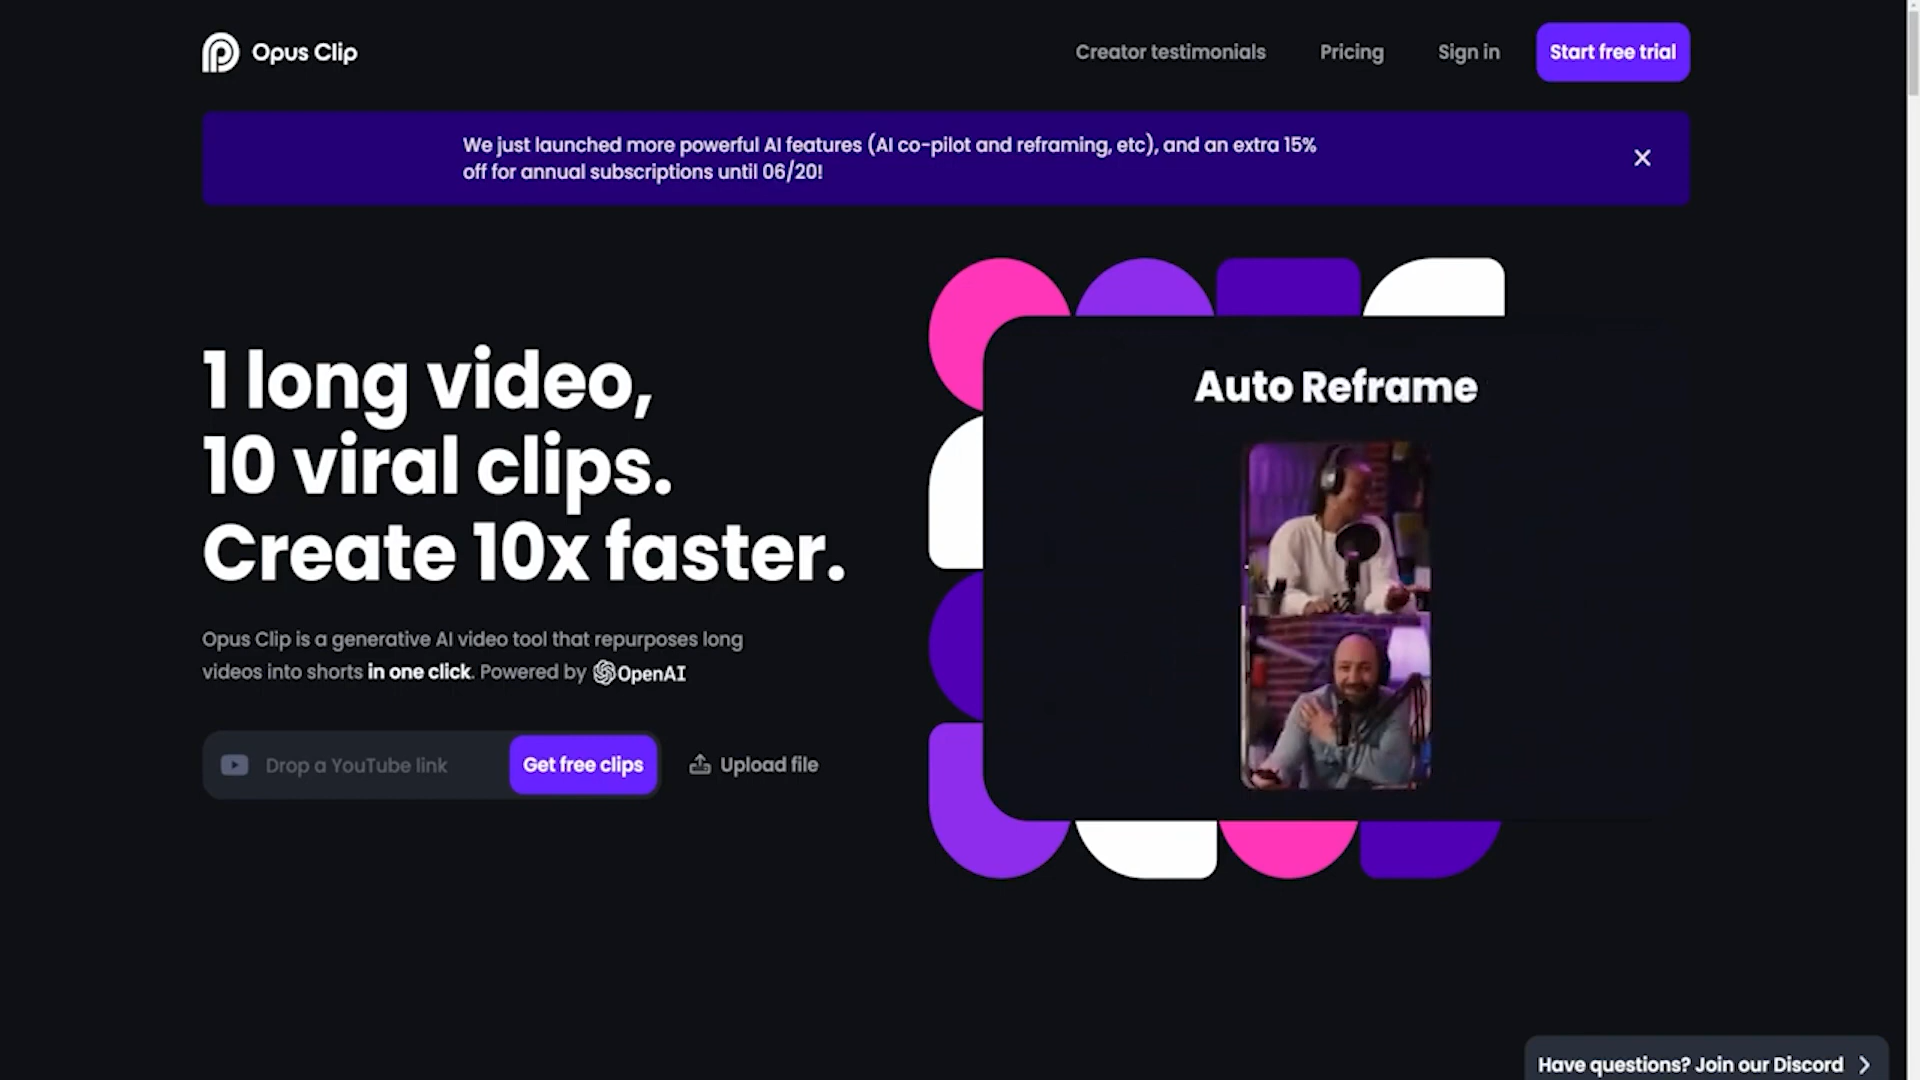 Opus Clip
Creator testimonials
Pricing
Sign in
Start free trial
We just launched more powerful AI features (AI co-pilot and reframing, etc), and an extra 15%
off for annual subscriptions until 06/20!
1 long video,
10 viral clips.
Create 10x faster.
Opus Clip is a generative AI video tool that repurposes long
videos into shorts in one click. Powered by OpenAI
Drop a YouTube link
Get free clips
Upload file
Auto Reframe
Have questions? Join our Discord